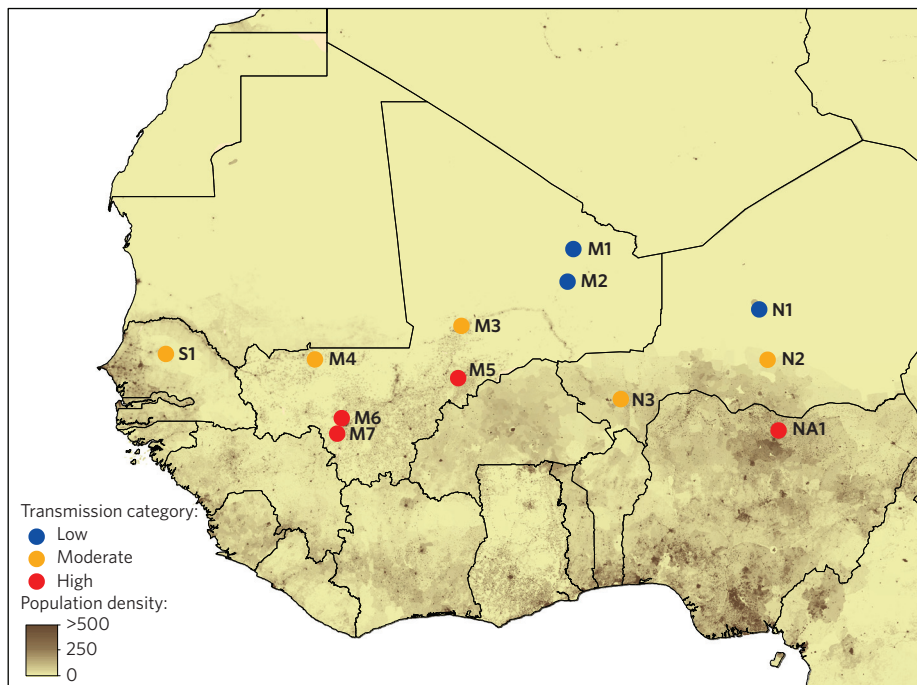 M1
M2
N1
M3
S1
M4
N2
M5
N3
M6
M7
NA1
Transmission category:
Low
Moderate
High
Population density:
>500
250
0